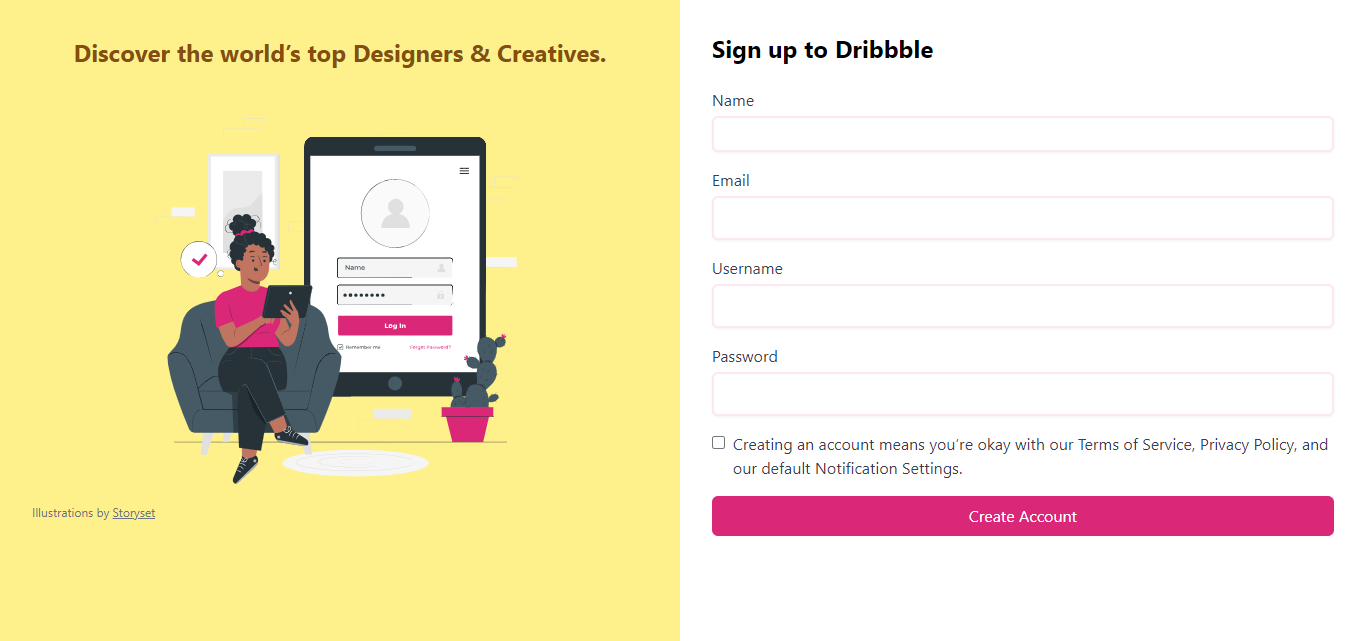 Discover the world’s top Designers & Creatives.
Name
●●●●●●●●
Log In
Remember me
Forgot Password?
Illustrations by Storyset
Sign up to Dribbble
Name
Email
Username
Password
Creating an account means you’re okay with our Terms of Service, Privacy Policy, and
our default Notification Settings.
Create Account